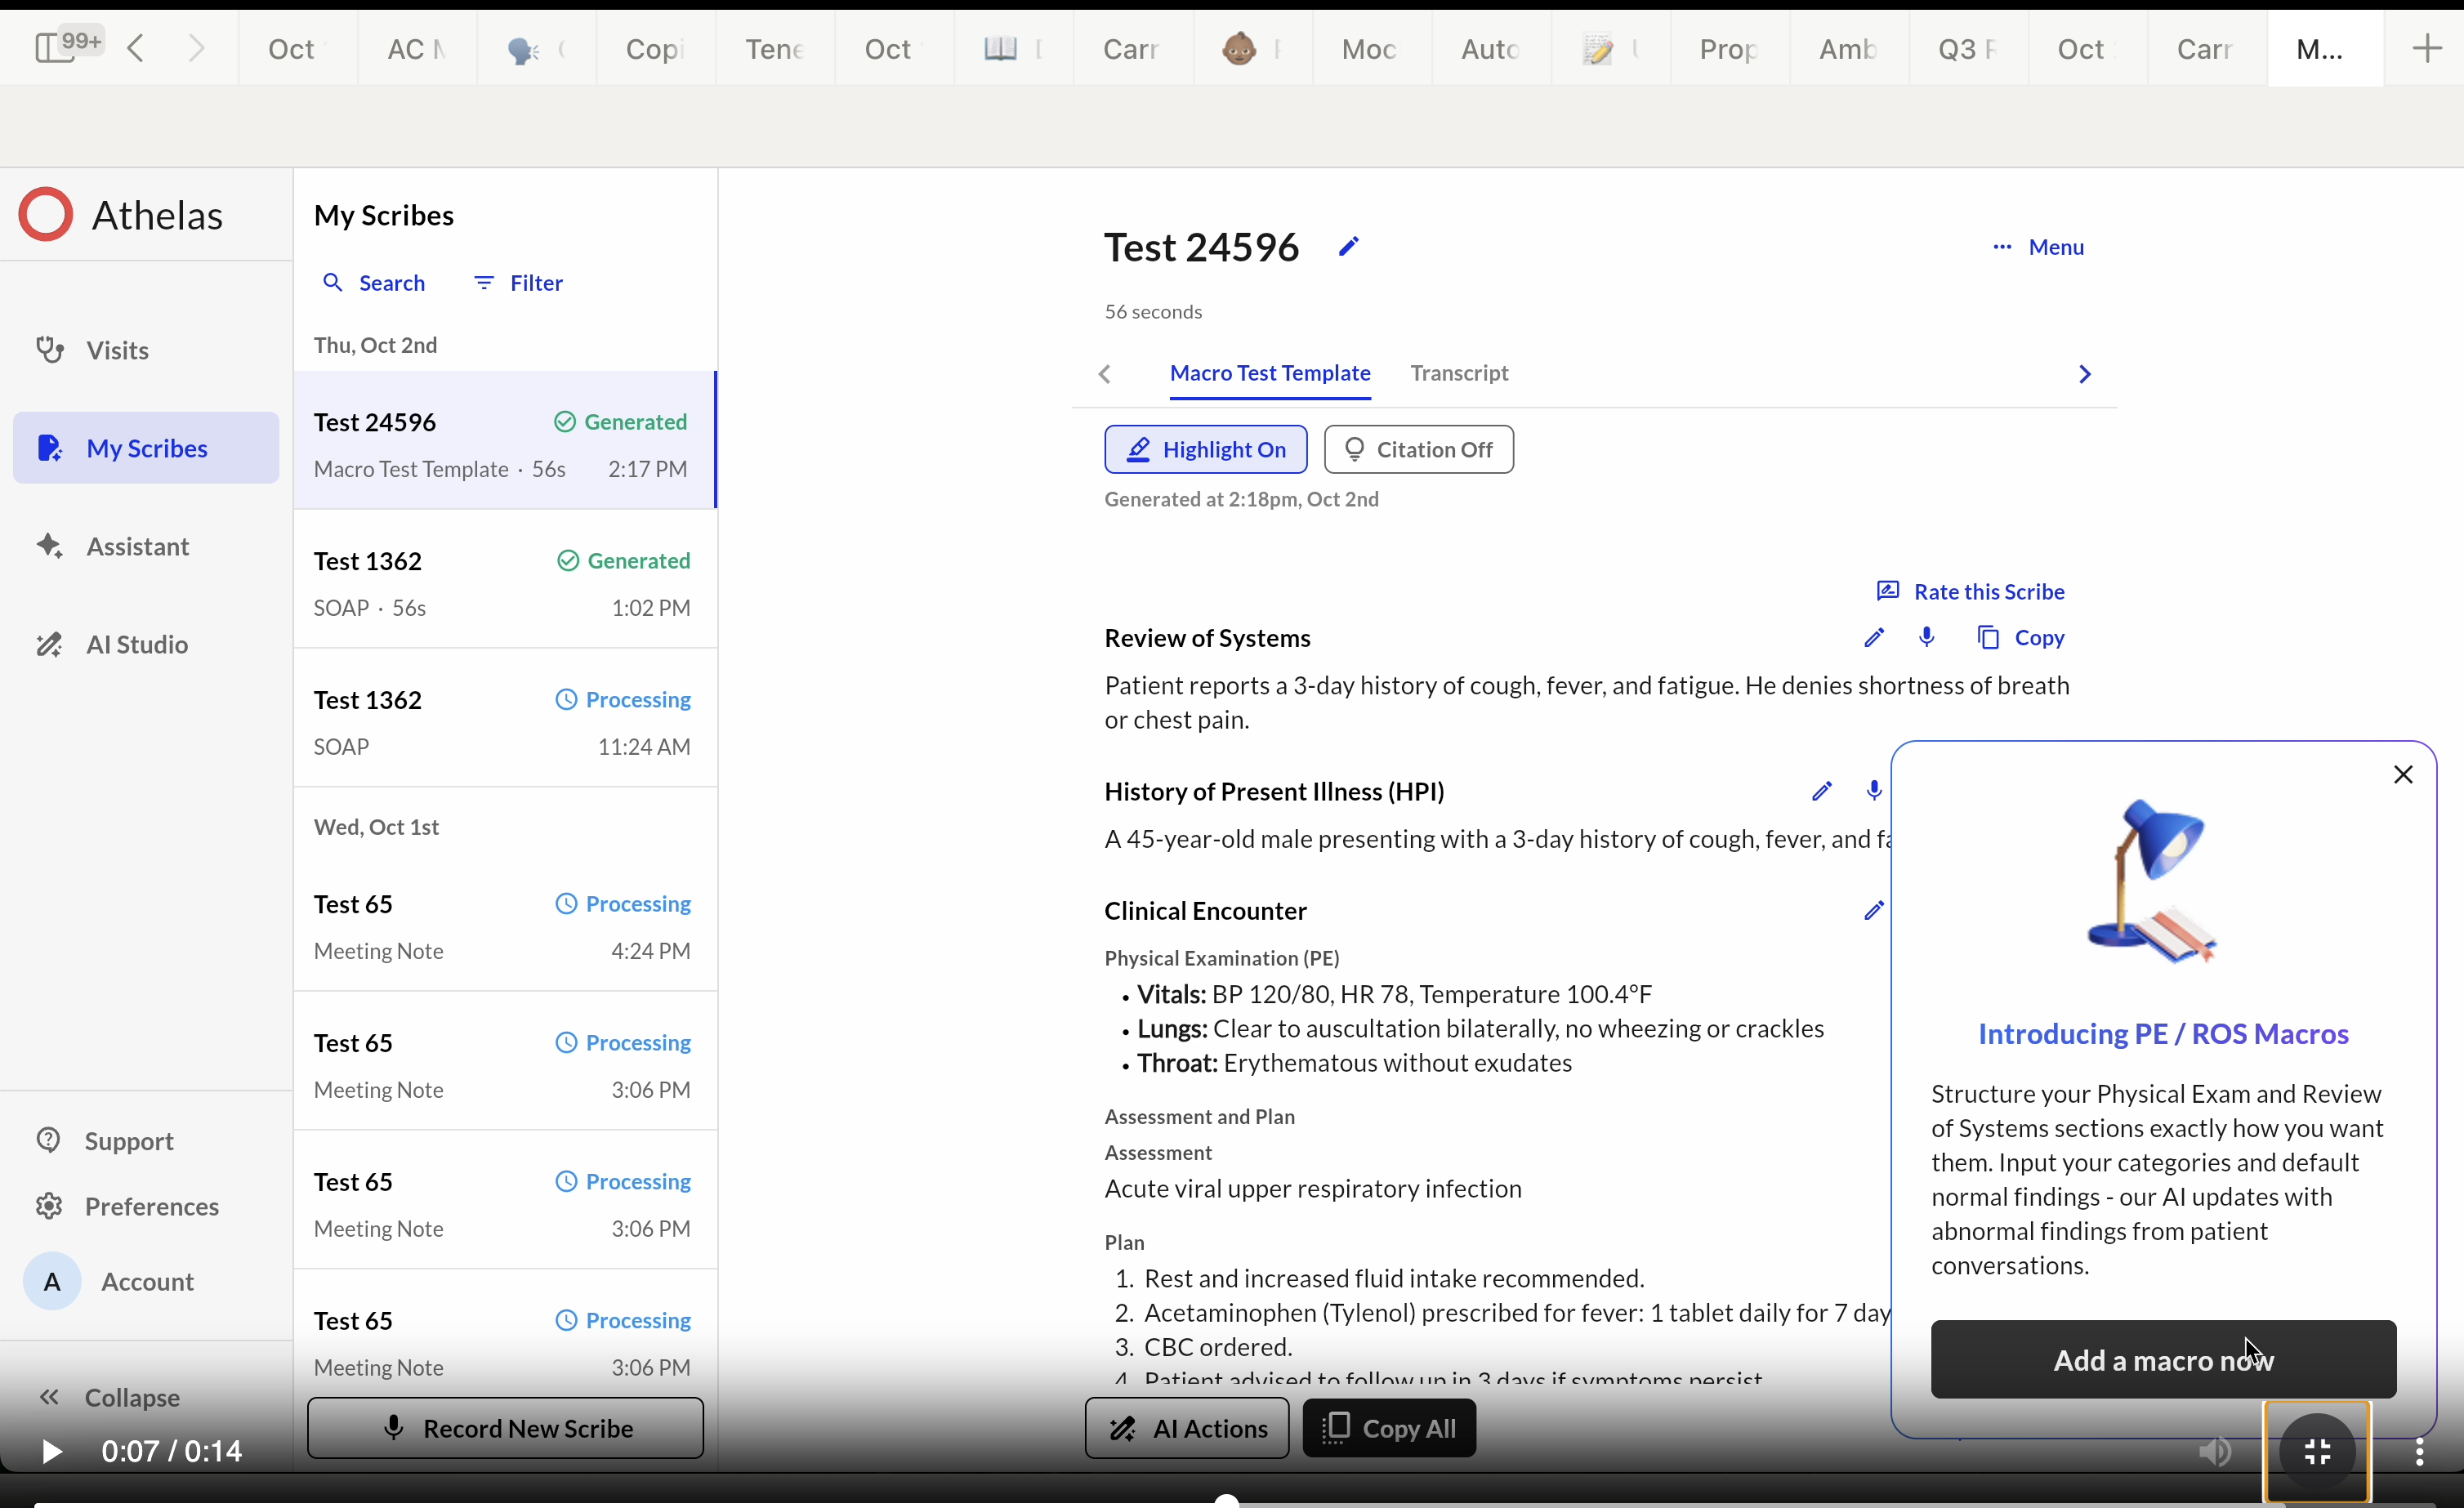 99+
Oct
AC
Copi
Tene
Oct
Carr
Moc
Auto
Prop
Amb
Q3
Oct
Carr
M...
Athelas
Visits
My Scribes
Assistant
AI Studio
Support
Preferences
A Account
Collapse
My Scribes
Search Filter
Thu, Oct 2nd
Test 24596 Generated
Macro Test Template · 56s 2:17 PM
Test 1362 Generated
SOAP · 56s 1:02 PM
Test 1362 Processing
SOAP 11:24 AM
Wed, Oct 1st
Test 65 Processing
Meeting Note 4:24 PM
Test 65 Processing
Meeting Note 3:06 PM
Test 65 Processing
Meeting Note 3:06 PM
Test 65 Processing
Meeting Note 3:06 PM
Record New Scribe
Test 24596
... Menu
56 seconds
Macro Test Template Transcript
Highlight On Citation Off
Generated at 2:18pm, Oct 2nd
Rate this Scribe
Review of Systems
Copy
Patient reports a 3-day history of cough, fever, and fatigue. He denies shortness of breath
or chest pain.
History of Present Illness (HPI)
A 45-year-old male presenting with a 3-day history of cough, fever, and fa
Clinical Encounter
Physical Examination (PE)
• Vitals: BP 120/80, HR 78, Temperature 100.4°F
• Lungs: Clear to auscultation bilaterally, no wheezing or crackles
• Throat: Erythematous without exudates
Assessment and Plan
Assessment
Acute viral upper respiratory infection
Plan
1. Rest and increased fluid intake recommended.
2. Acetaminophen (Tylenol) prescribed for fever: 1 tablet daily for 7 day
3. CBC ordered.
4. Patient advised to follow up in 3 days if symptoms persist
AI Actions Copy All
Introducing PE / ROS Macros
Structure your Physical Exam and Review
of Systems sections exactly how you want
them. Input your categories and default
normal findings - our AI updates with
abnormal findings from patient
conversations.
Add a macro now
0:07 / 0:14